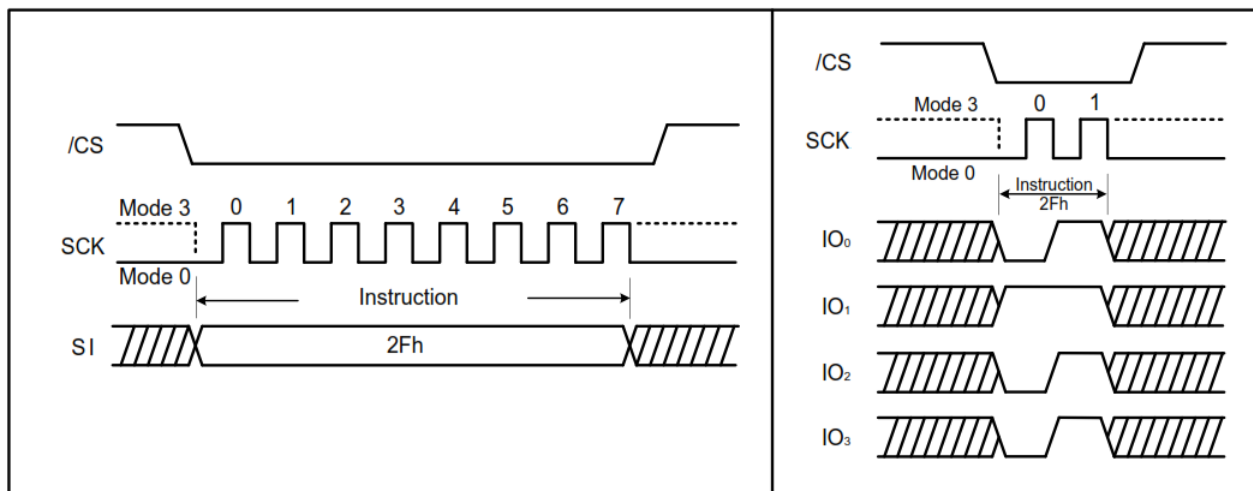 /CS
Mode 3 0 1 2 3 4 5 6 7
SCK
Mode 0
Instruction
SI 2Fh
/CS
Mode 3 0 1
SCK
Mode 0
Instruction
2Fh
IO₀
IO₁
IO₂
IO₃